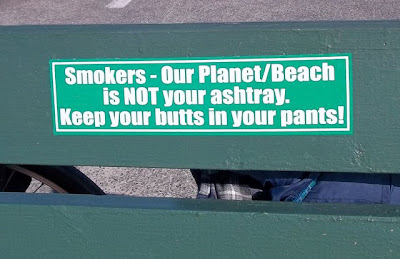 Smokers - Our Planet/Beach
is NOT your ashtray.
Keep your butts in your pants!